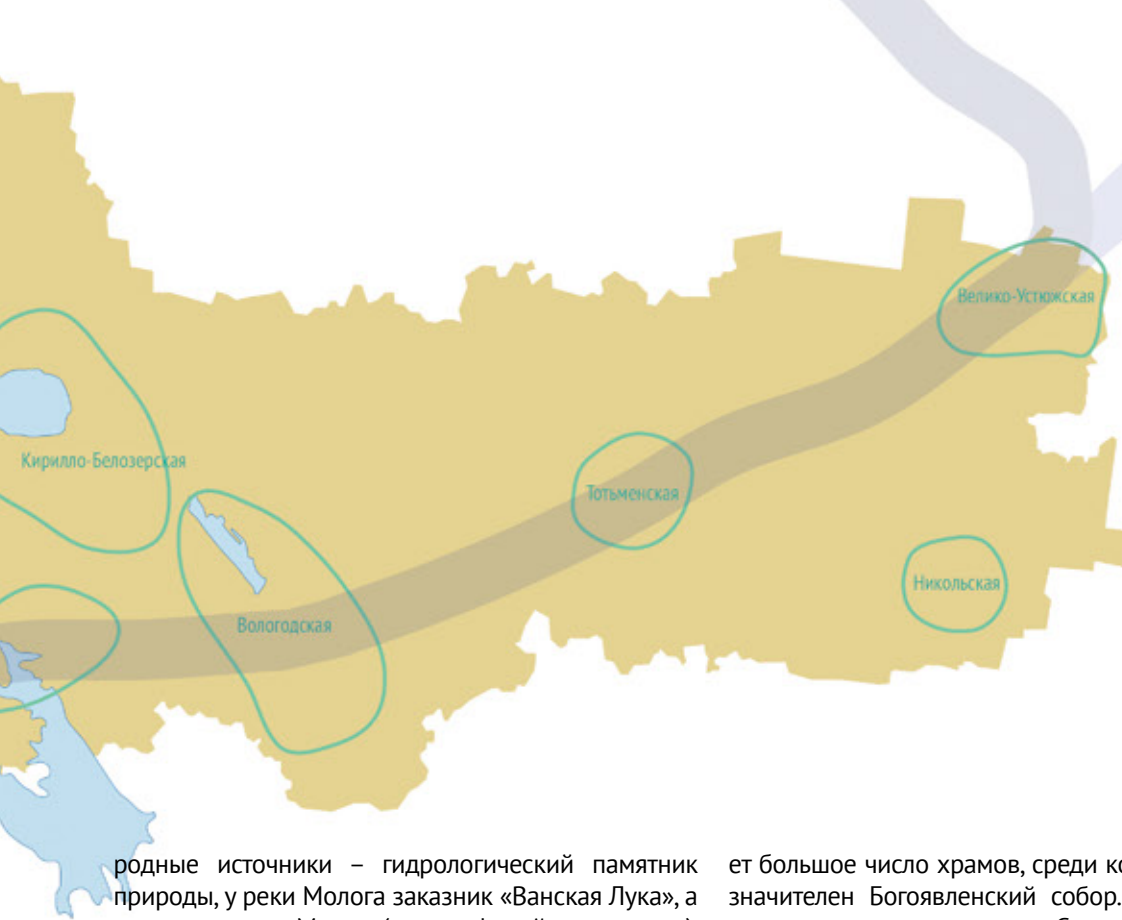 Велико-Устюжская
Кирилло-Белозерская
Тотьменская
Никольская
Вологодская
родные источники – гидрологический памятник
природы, у реки Молога заказник «Ванская Лука», а
ет большое число храмов, среди
значителен Богоявленский собор.